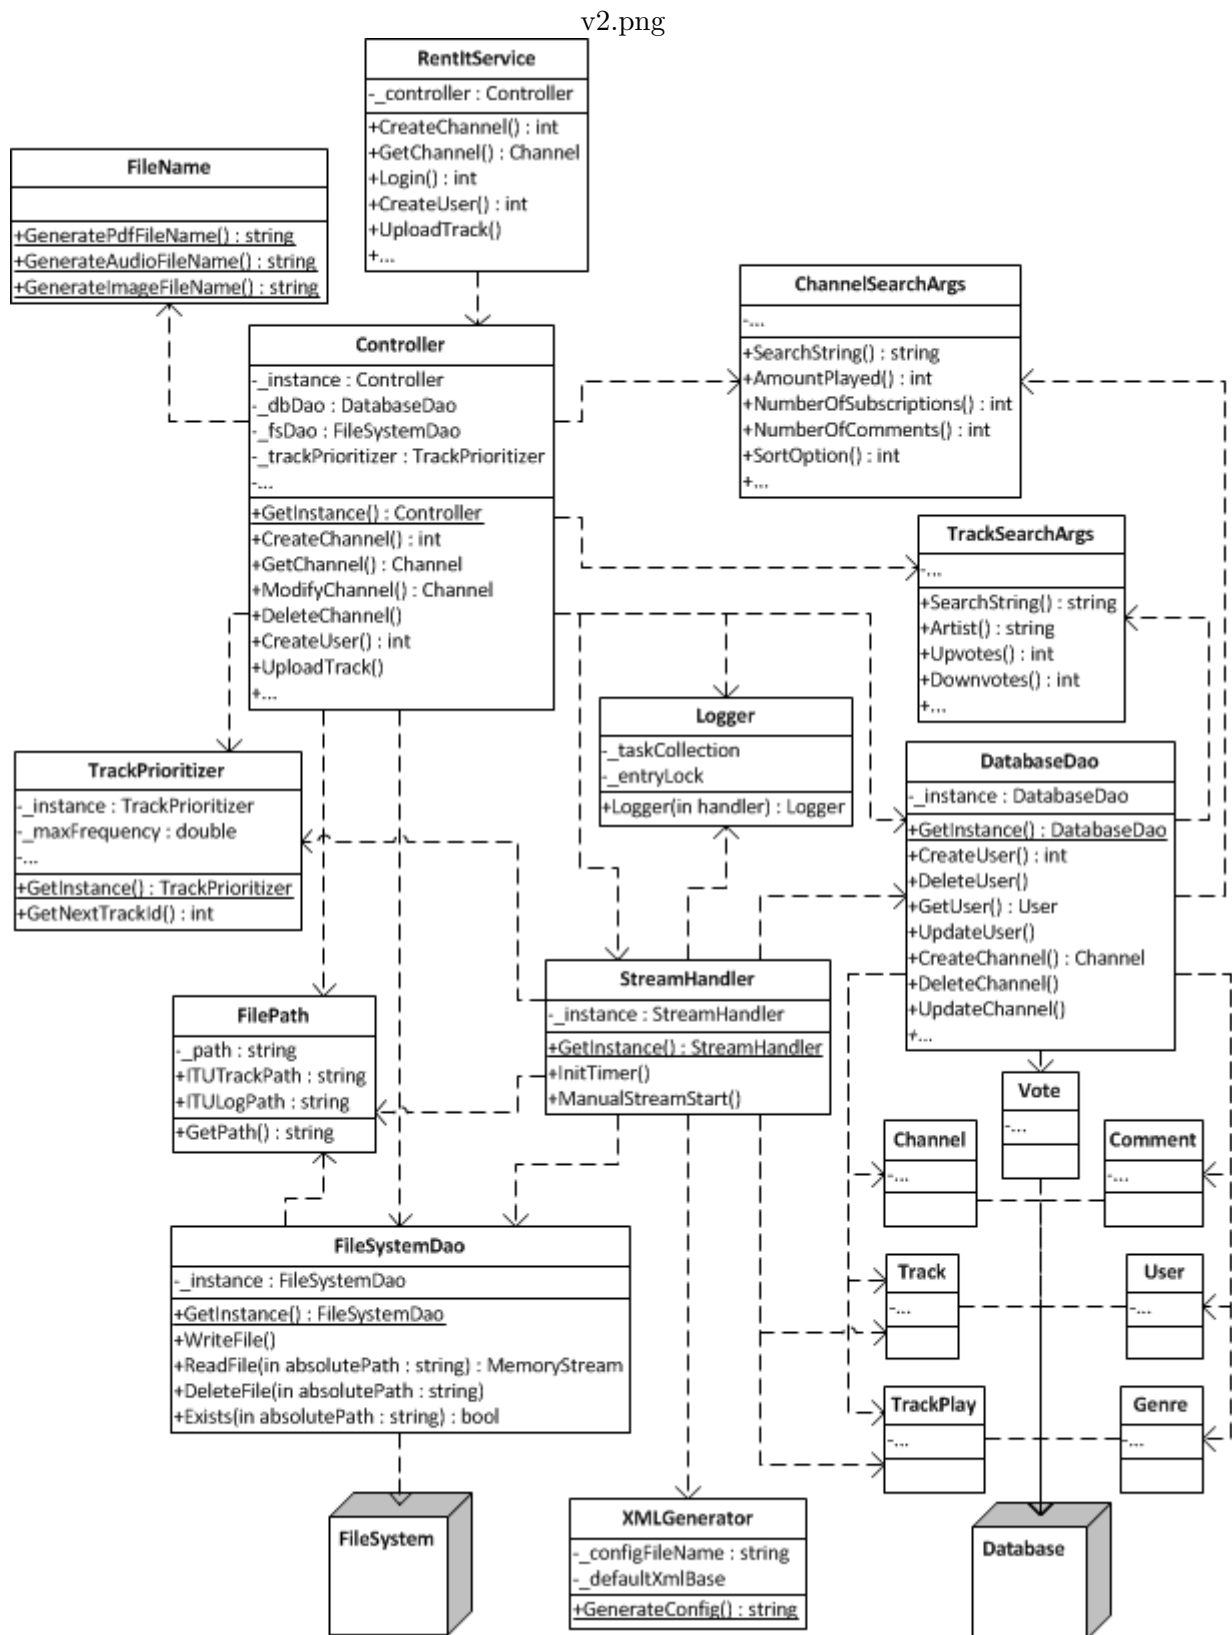 v2.png
RentItService
-_controller : Controller
+CreateChannel() : int
+GetChannel() : Channel
+Login() : int
+CreateUser() : int
+UploadTrack()
+...
FileName
+GeneratePdfFileName() : string
+GenerateAudioFileName() : string
+GenerateImageFileName() : string
ChannelSearchArgs
-...
+SearchString() : string
+AmountPlayed() : int
+NumberOfSubscriptions() : int
+NumberOfComments() : int
+SortOption() : int
+...
Controller
-_instance : Controller
-_dbDao : DatabaseDao
-_fsDao : FileSystemDao
-_trackPrioritizer : TrackPrioritizer
-...
+GetInstance() : Controller
+CreateChannel() : int
+GetChannel() : Channel
+ModifyChannel() : Channel
+DeleteChannel()
+CreateUser() : int
+UploadTrack()
+...
TrackSearchArgs
-...
+SearchString() : string
+Artist() : string
+Upvotes() : int
+Downvotes() : int
+...
Logger
-_taskCollection
-_entryLock
+Logger(in handler) : Logger
TrackPrioritizer
-_instance : TrackPrioritizer
-_maxFrequency : double
-...
+GetInstance() : TrackPrioritizer
+GetNextTrackId() : int
DatabaseDao
-_instance : DatabaseDao
+GetInstance() : DatabaseDao
+CreateUser() : int
+DeleteUser()
+GetUser() : User
+UpdateUser()
+CreateChannel() : Channel
+DeleteChannel()
+UpdateChannel()
+...
StreamHandler
-_instance : StreamHandler
+GetInstance() : StreamHandler
+InitTimer()
+ManualStreamStart()
FilePath
-_path : string
+ITUTrackPath : string
+ITULogPath : string
+GetPath() : string
Vote
-...
Channel
-...
Comment
-...
FileSystemDao
-_instance : FileSystemDao
+GetInstance() : FileSystemDao
+WriteFile()
+ReadFile(in absolutePath : string) : MemoryStream
+DeleteFile(in absolutePath : string)
+Exists(in absolutePath : string) : bool
Track
-...
User
-...
TrackPlay
-...
Genre
-...
FileSystem
XMLGenerator
-_configFileName : string
-_defaultXmlBase
+GenerateConfig() : string
Database